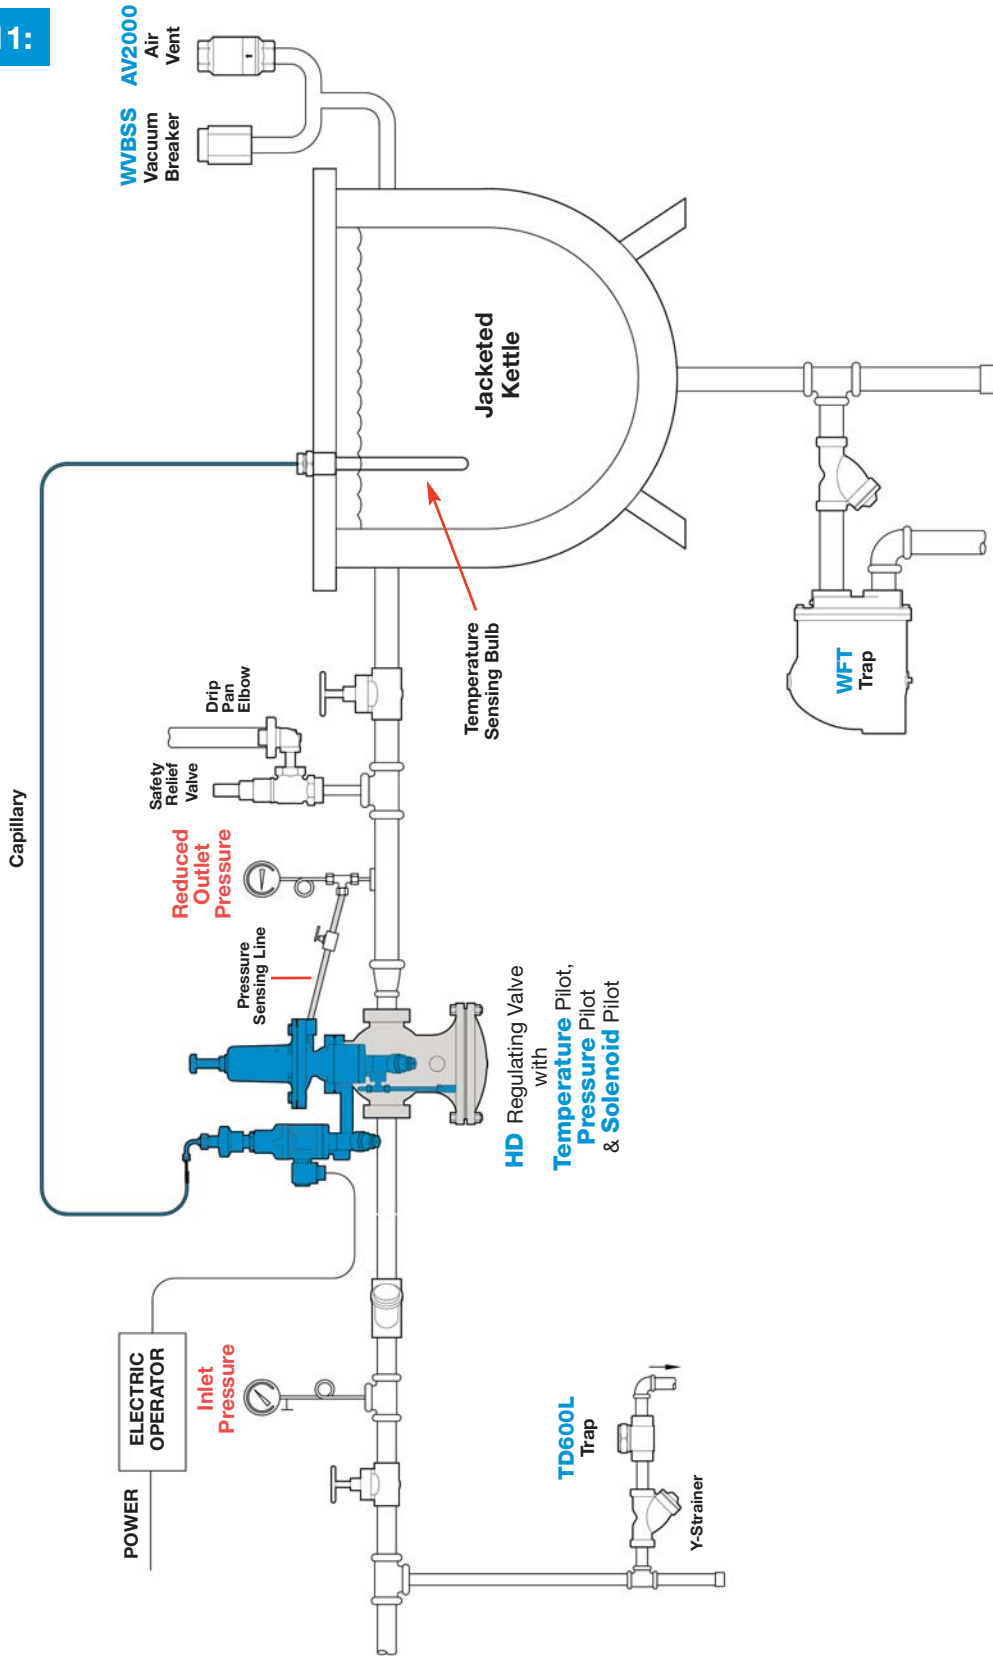 11:
Capillary
WVBSS
Vacuum
Breaker
AV2000
Air
Vent
Safety
Relief
Valve
Drip
Pan
Elbow
Reduced
Outlet
Pressure
Pressure
Sensing Line
Jacketed
Kettle
Temperature
Sensing Bulb
POWER
ELECTRIC
OPERATOR
Inlet
Pressure
HD Regulating Valve
with
Temperature Pilot,
Pressure Pilot
& Solenoid Pilot
TD600L
Trap
Y-Strainer
WFT
Trap